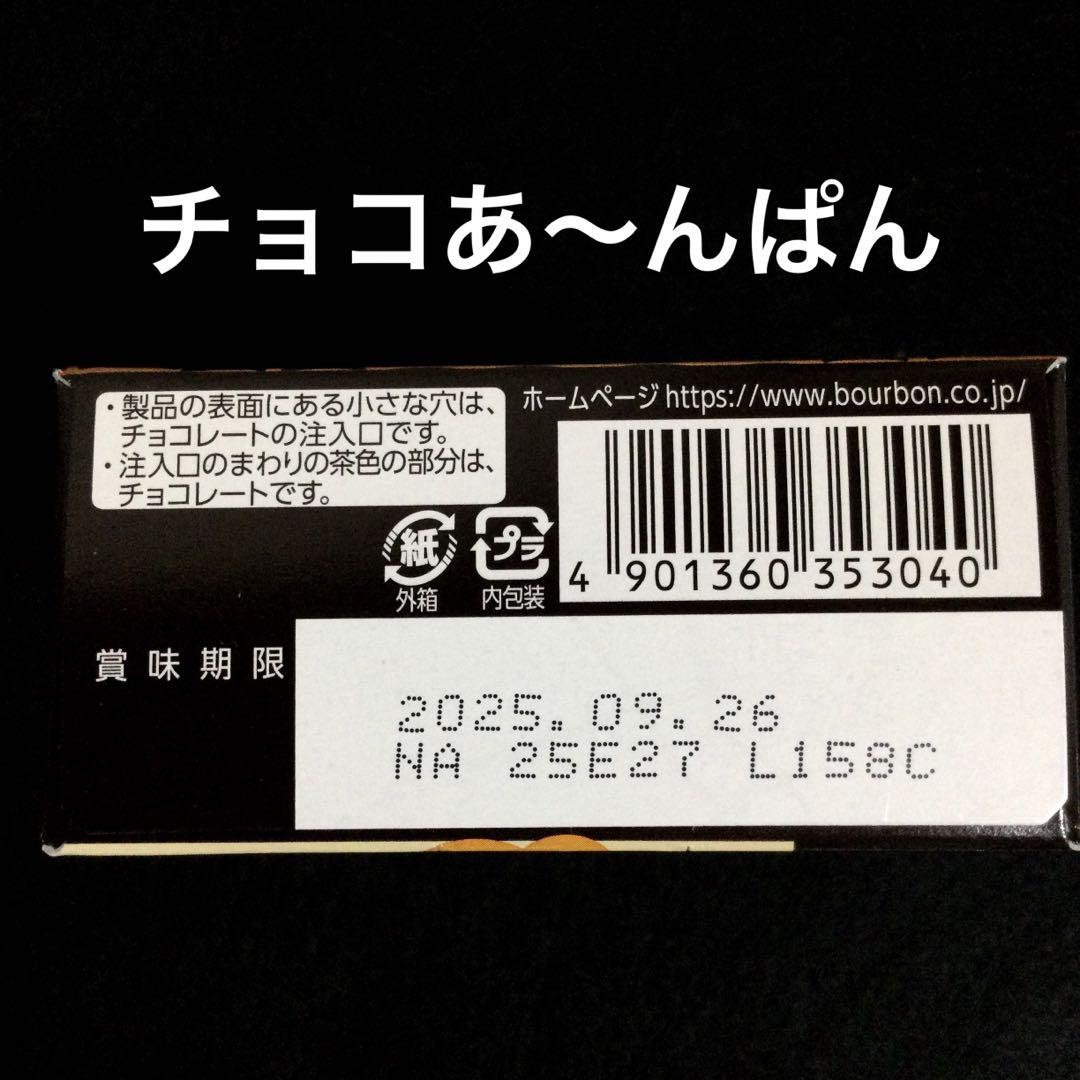 チョコあ〜んぱん
・製品の表面にある小さな穴は、
チョコレートの注入口です。
・注入口のまわりの茶色の部分は、
チョコレートです。
ホームページ https://www.bourbon.co.jp/
紙
外箱
プラ
内包装
4 901360 353040
賞味期限
2025.09.26
NA 25E27 L158C